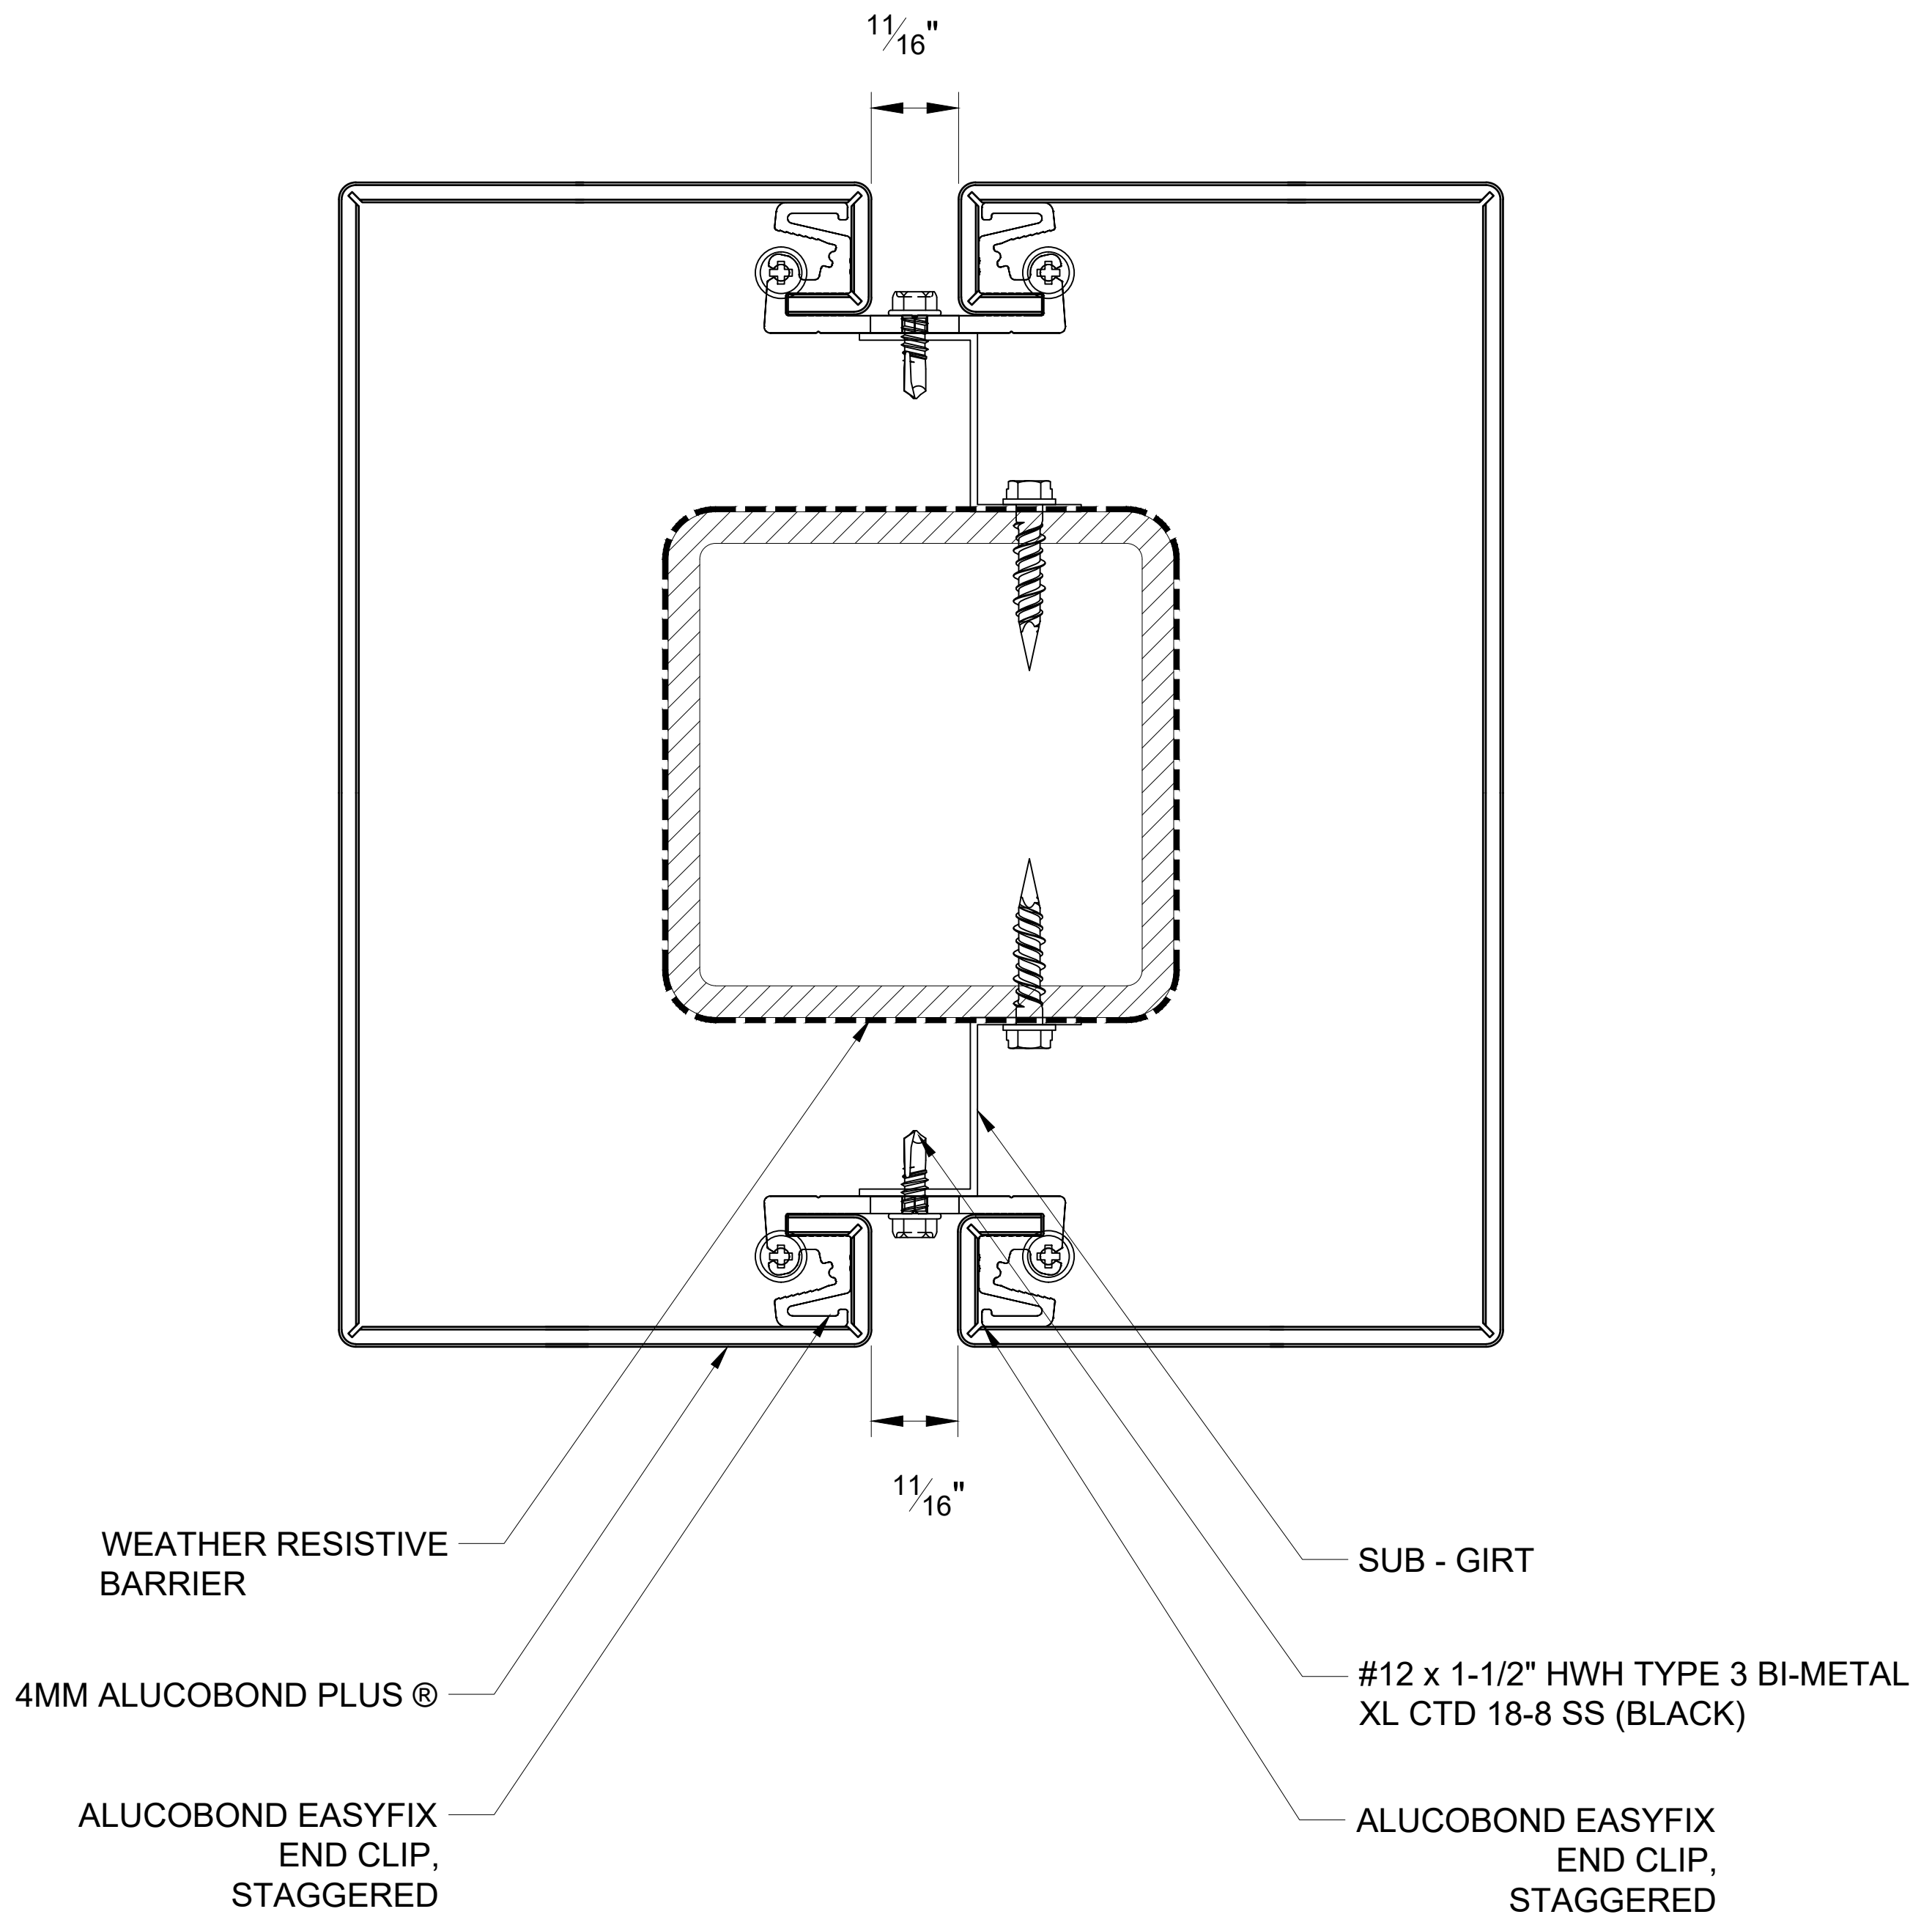 11/16"
11/16"
WEATHER RESISTIVE
BARRIER
4MM ALUCOBOND PLUS ®
ALUCOBOND EASYFIX
END CLIP,
STAGGERED
SUB - GIRT
#12 x 1-1/2" HWH TYPE 3 BI-METAL
XL CTD 18-8 SS (BLACK)
ALUCOBOND EASYFIX
END CLIP,
STAGGERED